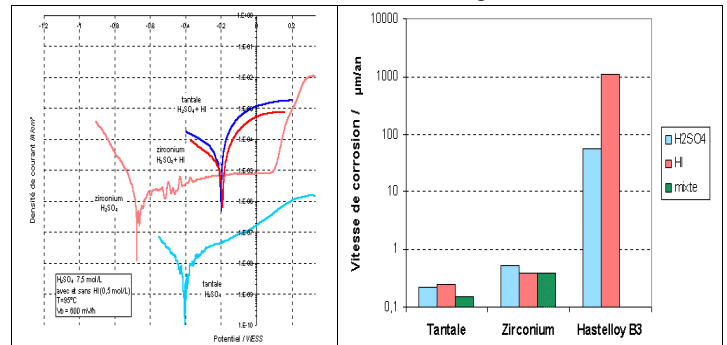 -1 -0.8 -0.6 -0.4 -0.2 0 0.2
1.E+00
1.E-01
1.E-02
1.E-03
1.E-04
1.E-05
1.E-06
1.E-07
1.E-08
1.E-09
1.E-10
Densité de courant /A/cm²
tantale
H₂SO₄ + HI
zirconium
H₂SO₄ + HI
zirconium
H₂SO₄
tantale
H₂SO₄
H₂SO₄ 7,5 mol/L
avec et sans HI (0,5 mol/L)
T=95°C
Vb = 600 mV/h
Potentiel / V/ESS
Vitesse de corrosion / µm/an
10000
1000
100
10
1
0,1
Tantale Zirconium Hastelloy B3
H2SO4
HI
mixte